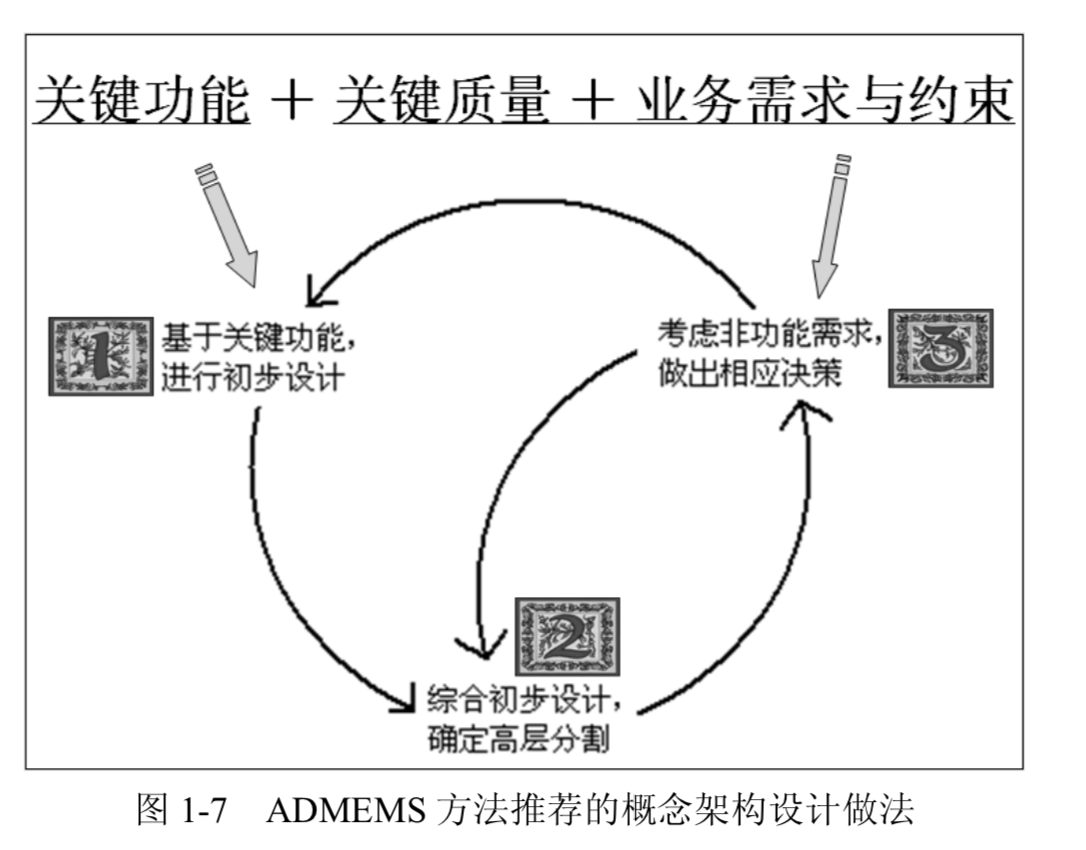 关键功能 + 关键质量 + 业务需求与约束
1
基于关键功能,
进行初步设计
考虑非功能需求,
做出相应决策
3
2
综合初步设计,
确定高层分割
图 1-7 ADMEMS 方法推荐的概念架构设计做法